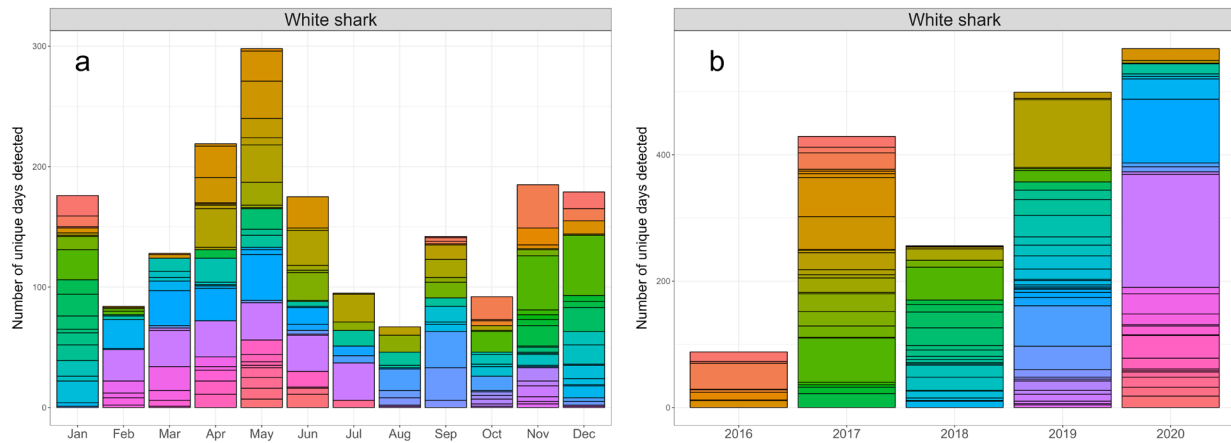 White shark
a
Number of unique days detected
300
200
100
0
Jan Feb Mar Apr May Jun Jul Aug Sep Oct Nov Dec
White shark
b
Number of unique days detected
400
200
0
2016 2017 2018 2019 2020